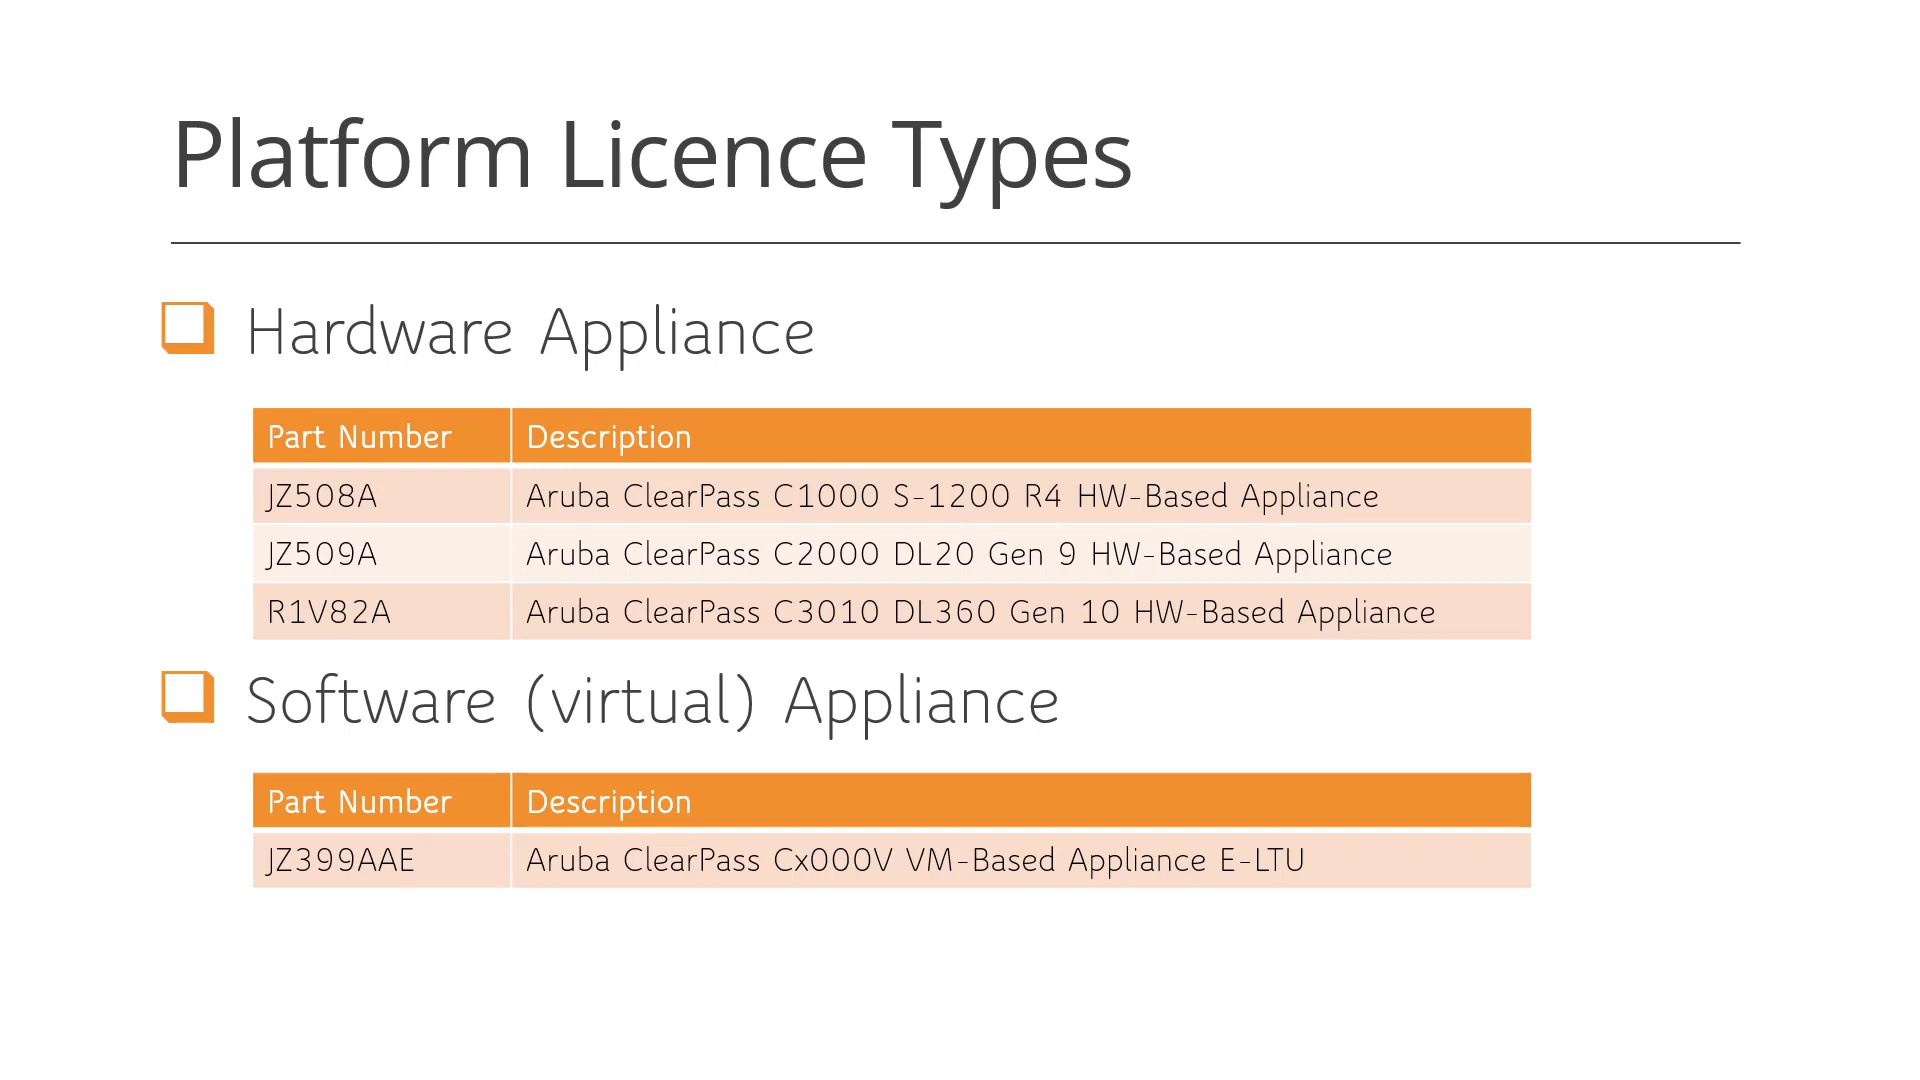 Platform Licence Types
Hardware Appliance
Part Number Description
JZ508A Aruba ClearPass C1000 S-1200 R4 HW-Based Appliance
JZ509A Aruba ClearPass C2000 DL20 Gen 9 HW-Based Appliance
R1V82A Aruba ClearPass C3010 DL360 Gen 10 HW-Based Appliance
Software (virtual) Appliance
Part Number Description
JZ399AAE Aruba ClearPass Cx000V VM-Based Appliance E-LTU